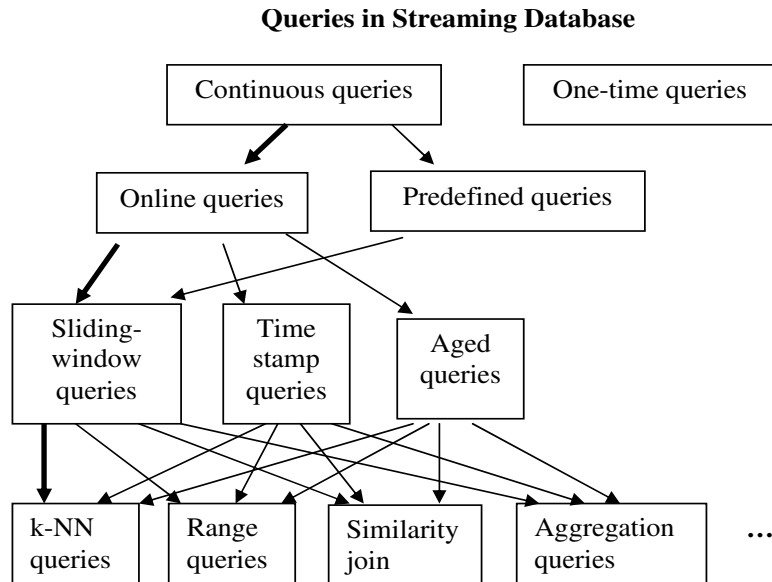 Queries in Streaming Database
Continuous queries
One-time queries
Online queries
Predefined queries
Sliding-
window
queries
Time
stamp
queries
Aged
queries
k-NN
queries
Range
queries
Similarity
join
Aggregation
queries
...